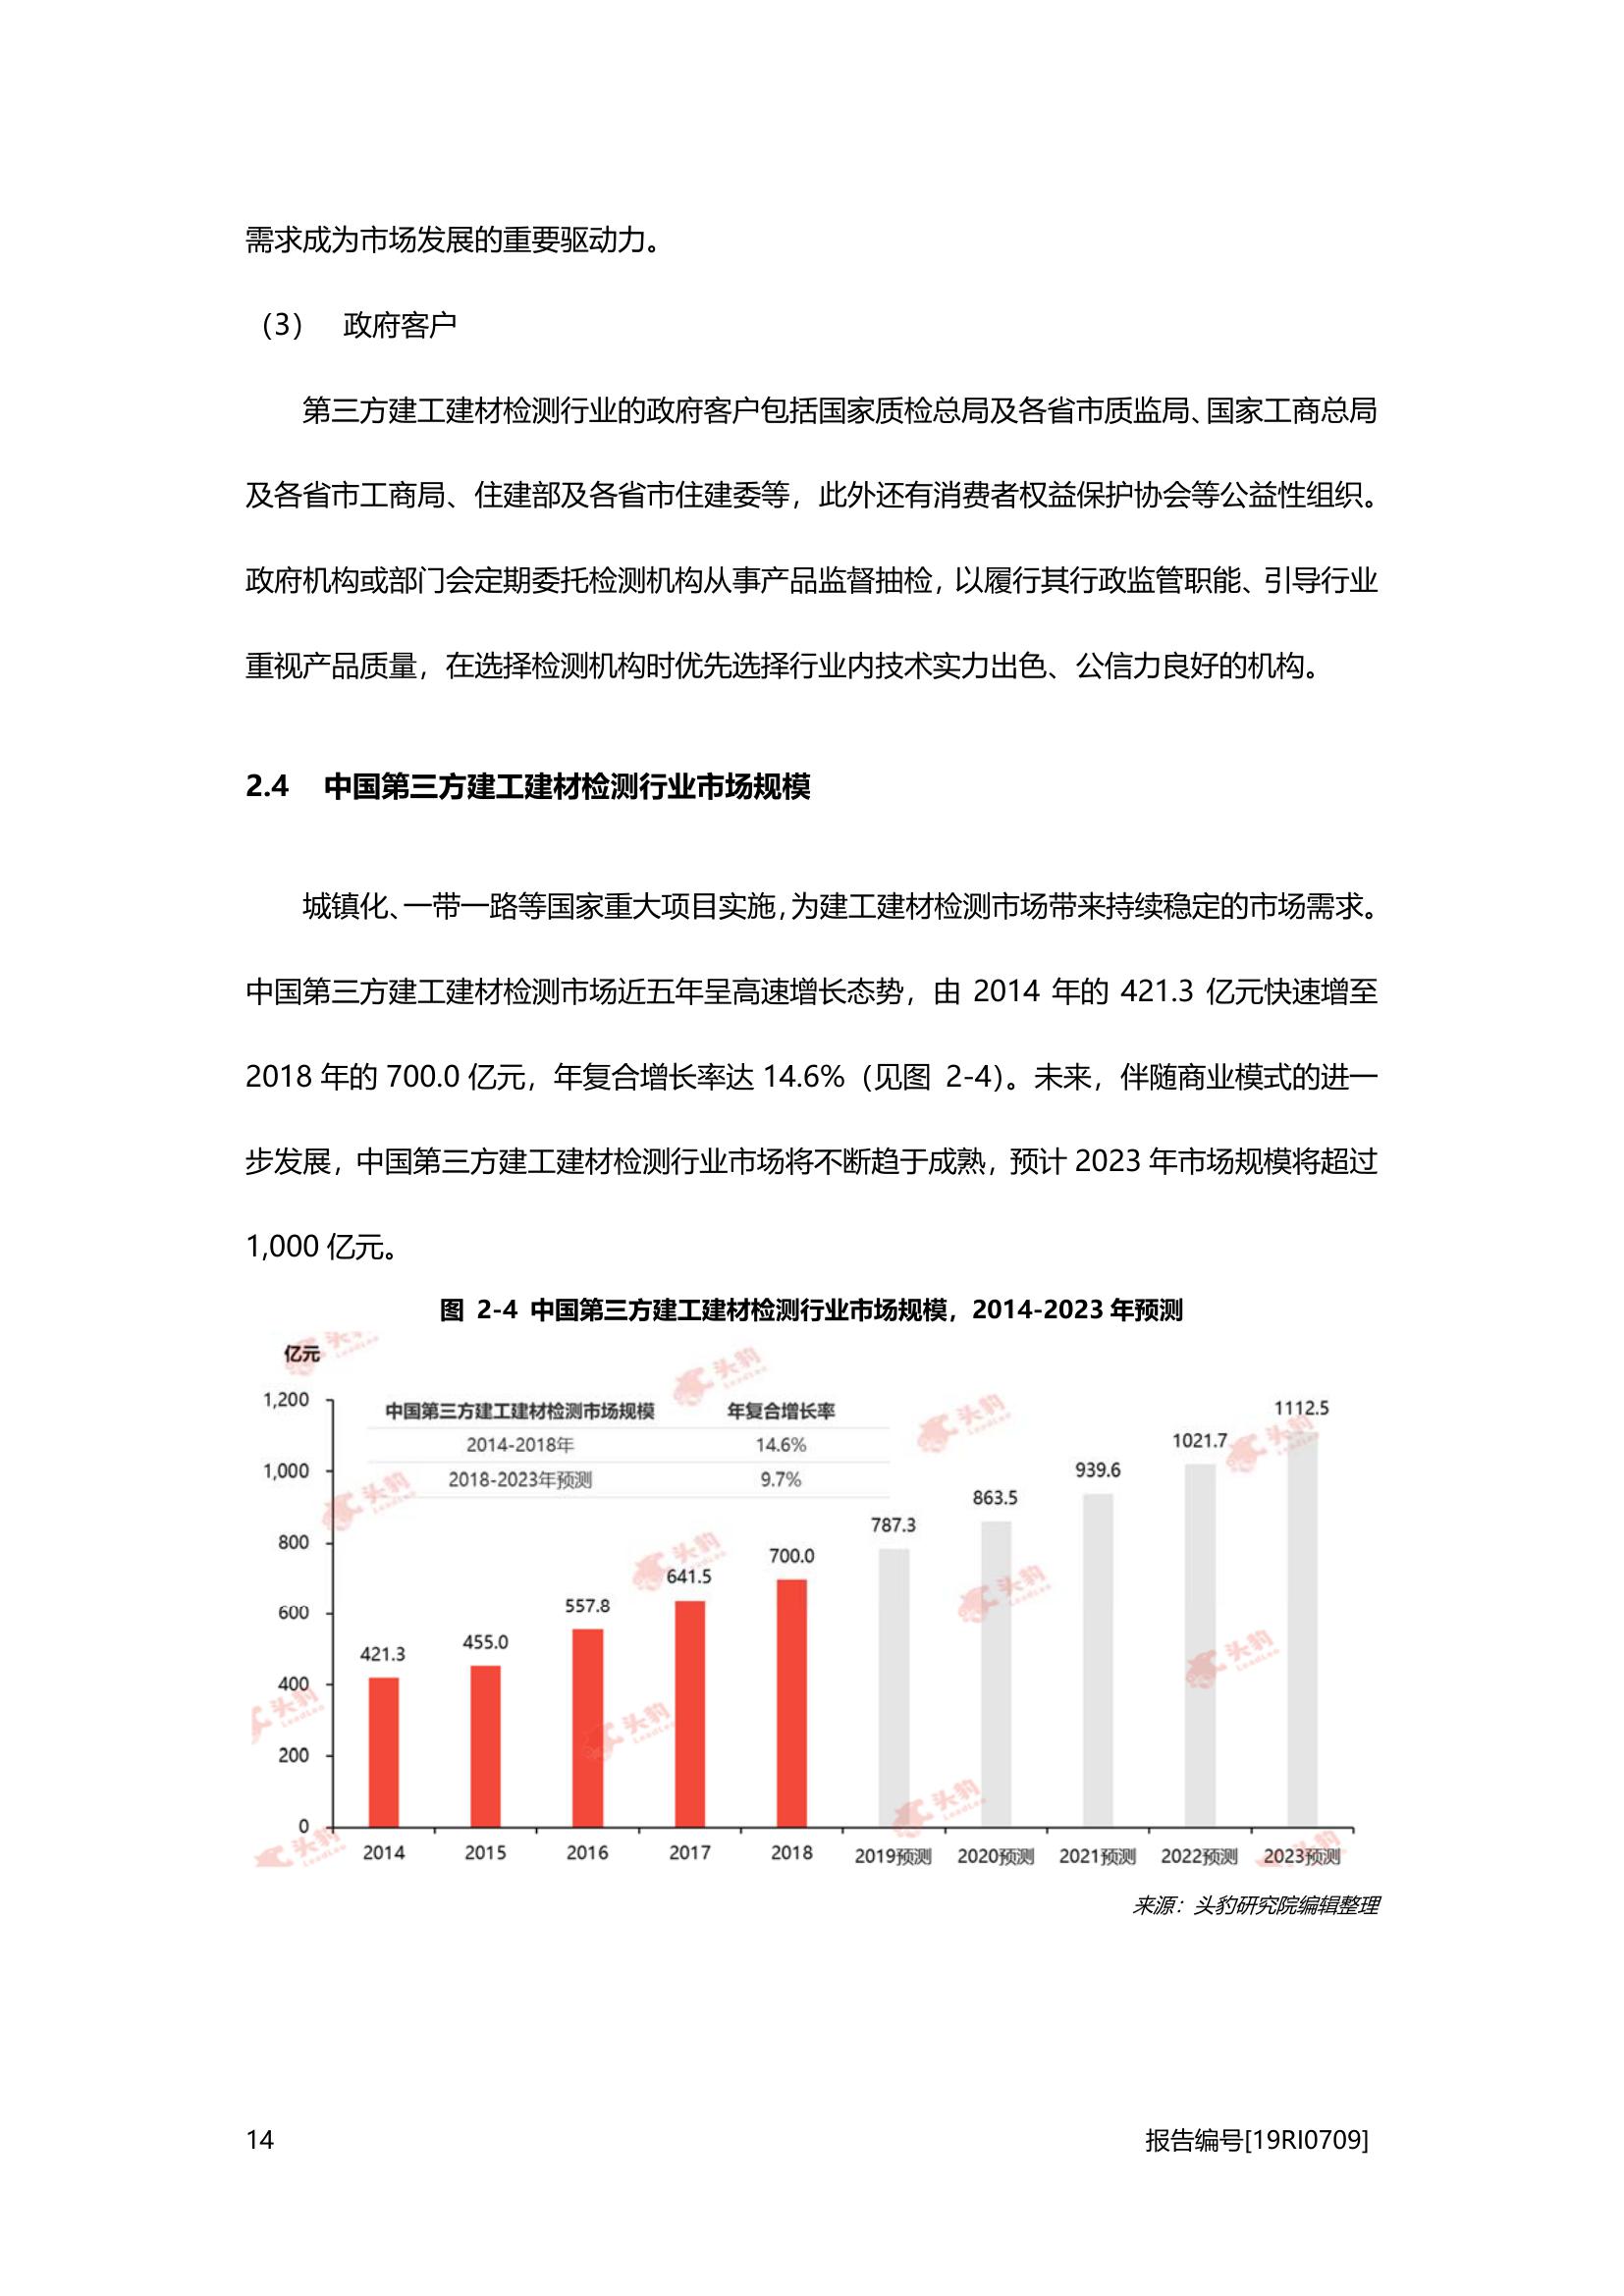 需求成为市场发展的重要驱动力。
（3） 政府客户
第三方建工建材检测行业的政府客户包括国家质检总局及各省市质监局、国家工商总局
及各省市工商局、住建部及各省市住建委等，此外还有消费者权益保护协会等公益性组织。
政府机构或部门会定期委托检测机构从事产品监督抽检，以履行其行政监管职能、引导行业
重视产品质量，在选择检测机构时优先选择行业内技术实力出色、公信力良好的机构。
2.4 中国第三方建工建材检测行业市场规模
城镇化、一带一路等国家重大项目实施，为建工建材检测市场带来持续稳定的市场需求。
中国第三方建工建材检测市场近五年呈高速增长态势，由 2014 年的 421.3 亿元快速增至
2018 年的 700.0 亿元，年复合增长率达 14.6%（见图 2-4）。未来，伴随商业模式的进一
步发展，中国第三方建工建材检测行业市场将不断趋于成熟，预计 2023 年市场规模将超过
1,000 亿元。
图 2-4 中国第三方建工建材检测行业市场规模，2014-2023 年预测
亿元
中国第三方建工建材检测市场规模 年复合增长率
2014-2018年 14.6%
2018-2023年预测 9.7%
1,200
1,000
800
600
400
200
0
421.3 455.0 557.8 641.5 700.0 787.3 863.5 939.6 1021.7 1112.5
2014 2015 2016 2017 2018 2019预测 2020预测 2021预测 2022预测 2023预测
头豹 LeadLeo
来源：头豹研究院编辑整理
14 报告编号[19RI0709]